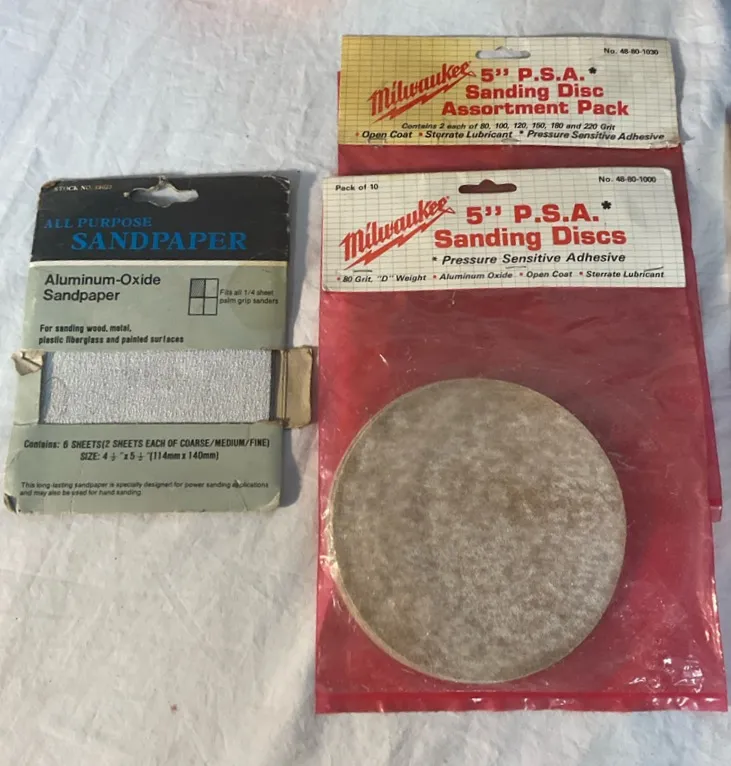 No. 48-80-1030
Milwaukee 5" P.S.A.*
Sanding Disc
Assortment Pack
Contains 2 each of 80, 100, 120, 150, 180 and 220 Grit
• Open Coat • Sterrate Lubricant * Pressure Sensitive Adhesive
Pack of 10
No. 48-80-1000
Milwaukee 5" P.S.A.*
Sanding Discs
* Pressure Sensitive Adhesive
• 80 Grit, "D" Weight • Aluminum Oxide • Open Coat • Sterrate Lubricant
STOCK NO.
ALL PURPOSE
SANDPAPER
Aluminum-Oxide
Sandpaper
Fits all 1/4 sheet
palm grip sanders
For sanding wood, metal,
plastic fiberglass and painted surfaces
Contains: 6 SHEETS(2 SHEETS EACH OF COARSE/MEDIUM/FINE)
SIZE: 4 ½ "x 5 ½ "(114mm x 140mm)
This long-lasting sandpaper is specially designed for power sanding applications
and may also be used for hand sanding.